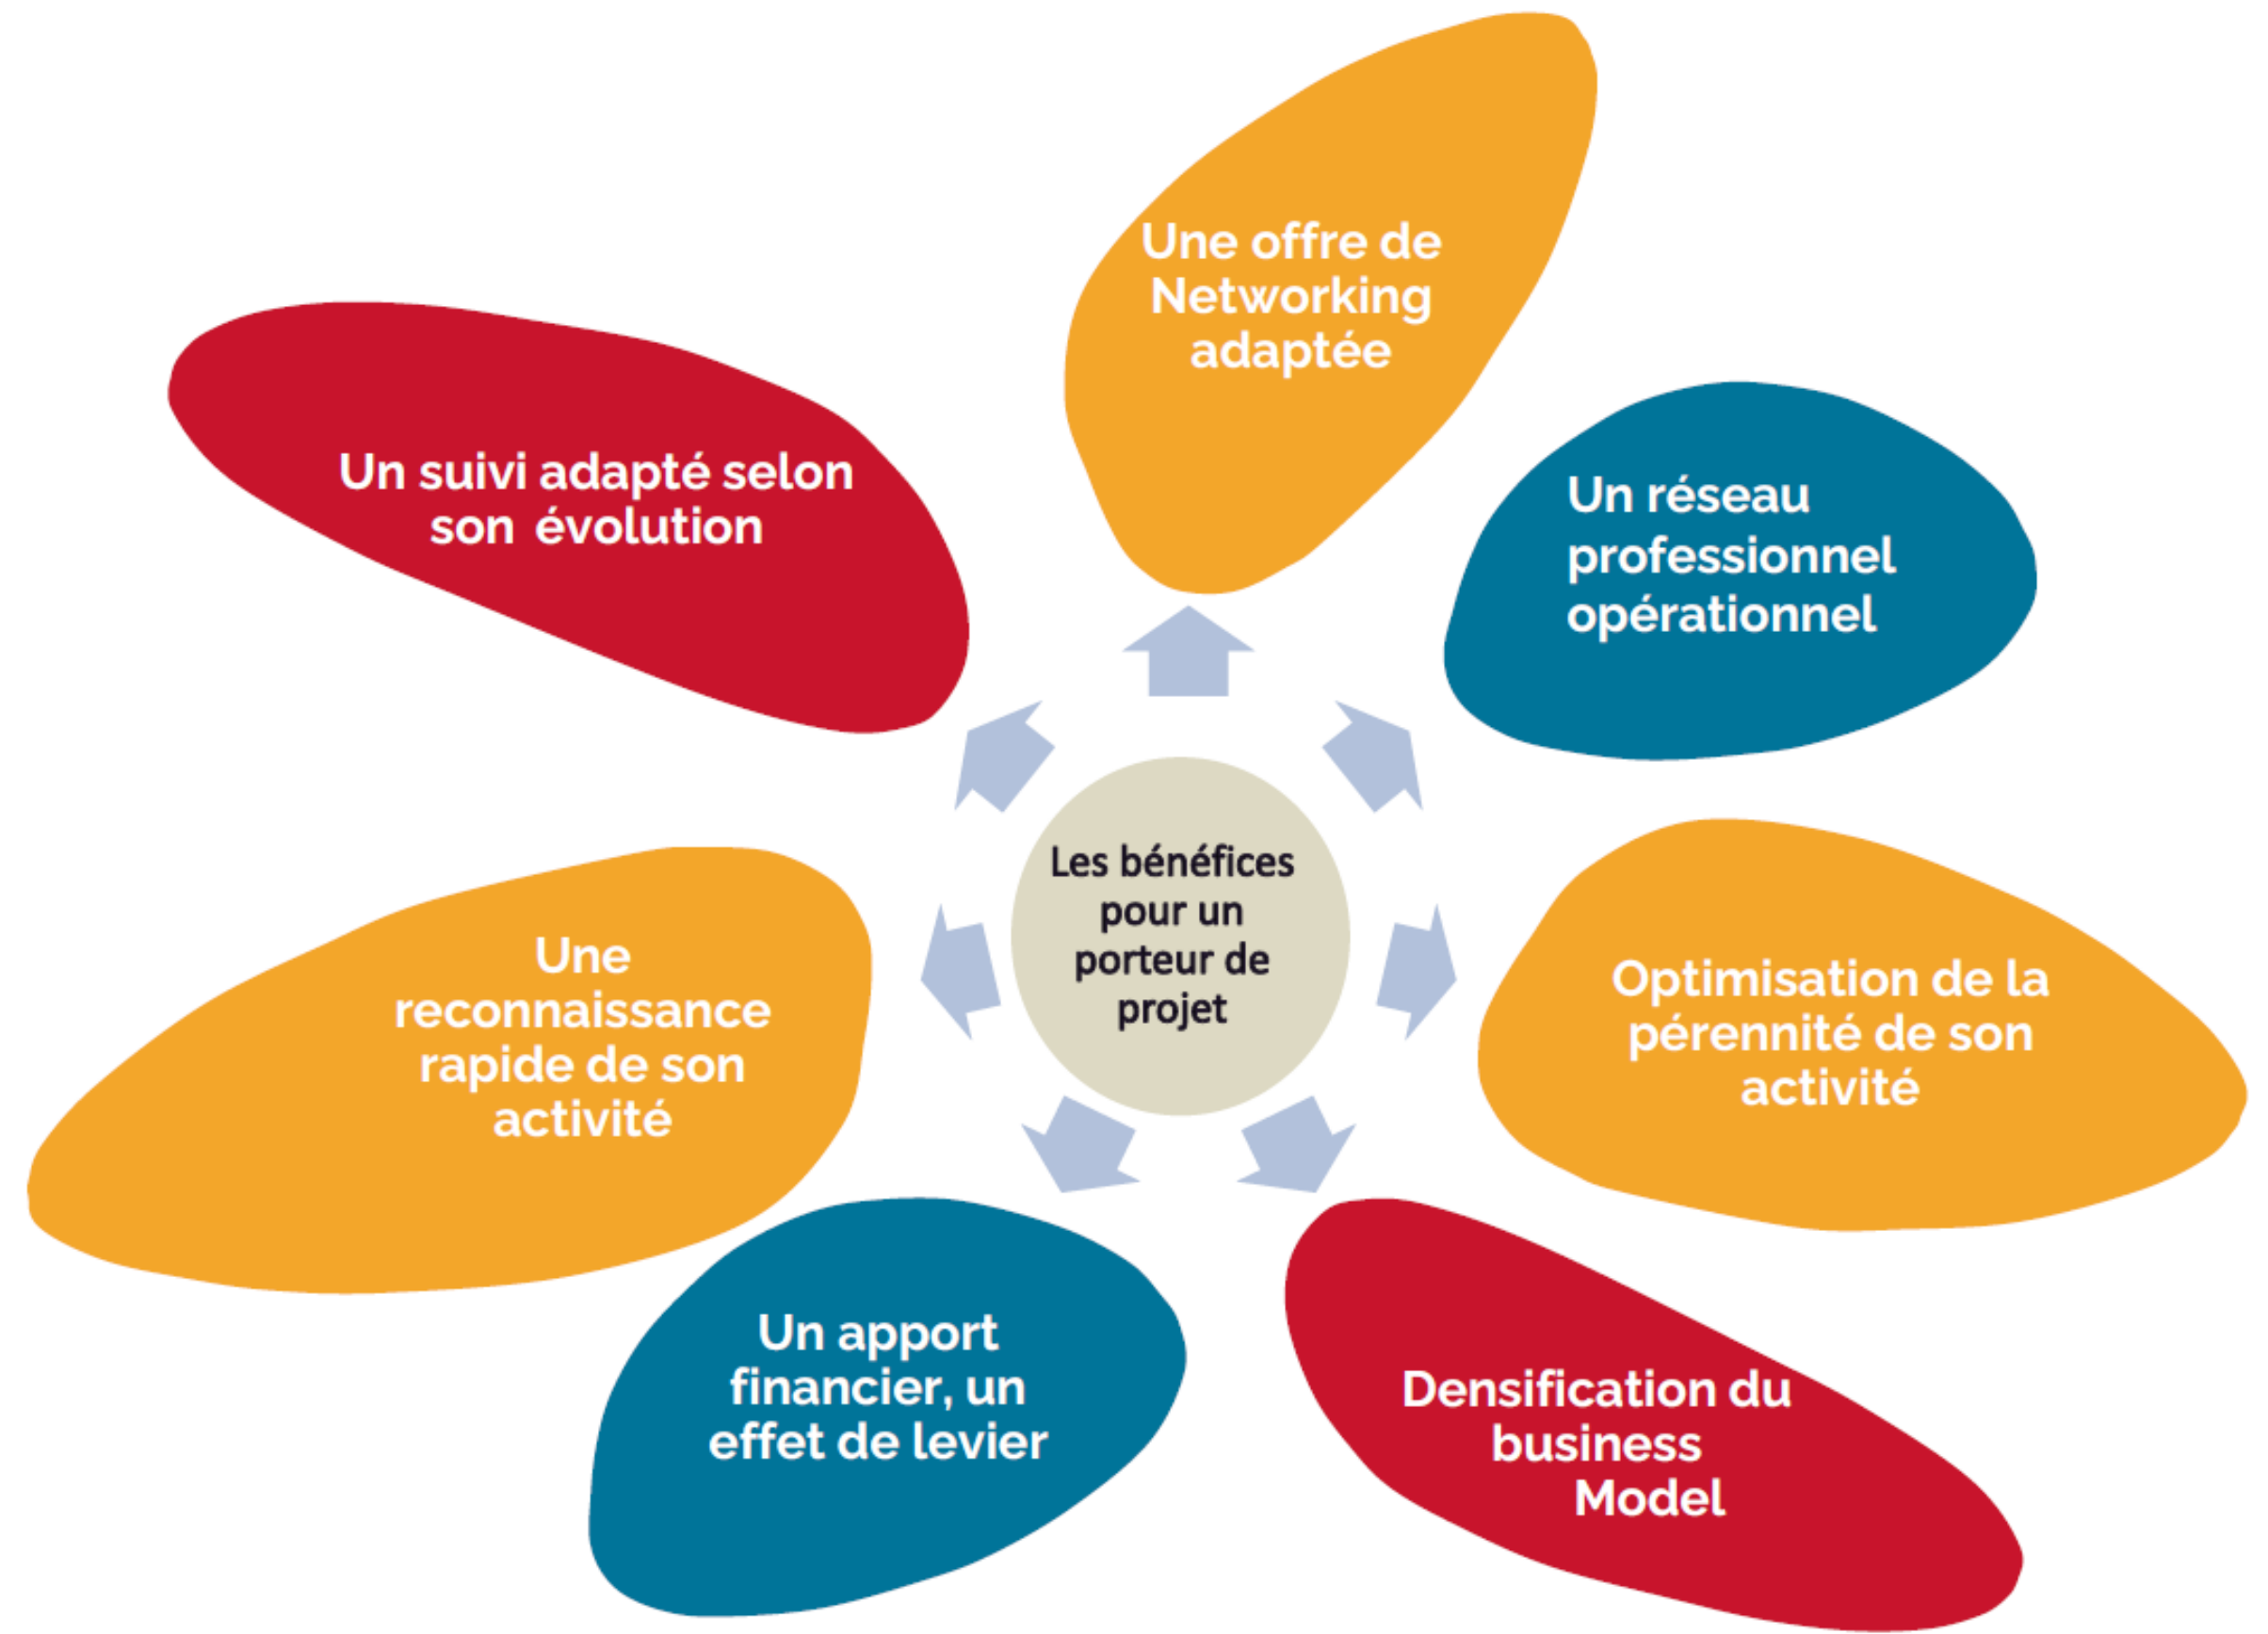 Une offre de
Networking
adaptée
Un réseau
professionnel
opérationnel
Optimisation de la
pérennité de son
activité
Densification du
business
Model
Un apport
financier, un
effet de levier
Une
reconnaissance
rapide de son
activité
Un suivi adapté selon
son évolution
Les bénéfices
pour un
porteur de
projet